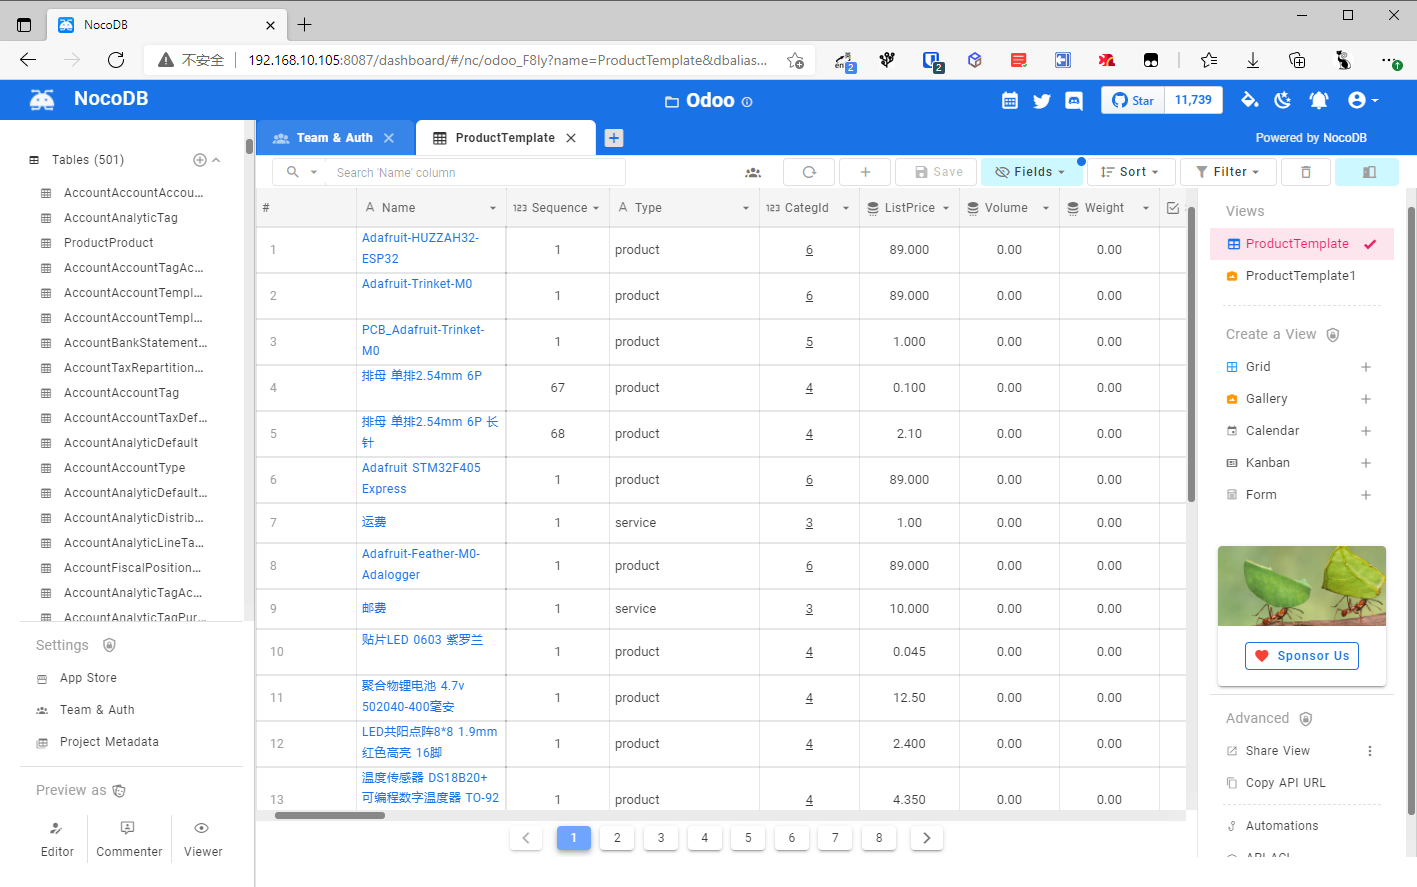 NocoDB
不安全
192.168.10.105:8087/dashboard/#/nc/odoo_F8ly?name=ProductTemplate&dbalias...
2
2
NocoDB
Odoo
Star
11,739
Team & Auth
ProductTemplate
Powered by NocoDB
Tables (501)
AccountAccountAccou...
AccountAnalyticTag
ProductProduct
AccountAccountTagAc...
AccountAccountTempl...
AccountAccountTempl...
AccountBankStatement...
AccountTaxRepartition...
AccountAccountTag
AccountAccountTaxDef...
AccountAnalyticDefault
AccountAccountType
AccountAnalyticDefault...
AccountAnalyticDistrib...
AccountAnalyticLineTa...
AccountFiscalPosition...
AccountAnalyticTagAc...
AccountAnalyticTagPur...
Settings
App Store
Team & Auth
Project Metadata
Preview as
Editor
Commenter
Viewer
Search 'Name' column
Save
Fields
Sort
Filter
# Name 123 Sequence Type 123 CategId ListPrice Volume Weight
1 Adafruit-HUZZAH32-
ESP32 1 product 6 89.000 0.00 0.00
2 Adafruit-Trinket-M0 1 product 6 89.000 0.00 0.00
3 PCB_Adafruit-Trinket-
M0 1 product 5 1.000 0.00 0.00
4 排母 单排2.54mm 6P 67 product 4 0.100 0.00 0.00
5 排母 单排2.54mm 6P 长
针 68 product 4 2.10 0.00 0.00
6 Adafruit STM32F405
Express 1 product 6 89.000 0.00 0.00
7 运费 1 service 3 1.00 0.00 0.00
8 Adafruit-Feather-M0-
Adalogger 1 product 6 89.000 0.00 0.00
9 邮费 1 service 3 10.000 0.00 0.00
10 贴片LED 0603 紫罗兰 1 product 4 0.045 0.00 0.00
11 聚合物锂电池 4.7v
502040-400毫安 1 product 4 12.50 0.00 0.00
12 LED共阳点阵8*8 1.9mm
红色高亮 16脚 1 product 4 2.400 0.00 0.00
13 温度传感器 DS18B20+
可编程数字温度器 TO-92 1 product 4 4.350 0.00 0.00
1 2 3 4 5 6 7 8
Views
ProductTemplate
ProductTemplate1
Create a View
Grid
Gallery
Calendar
Kanban
Form
Sponsor Us
Advanced
Share View
Copy API URL
Automations